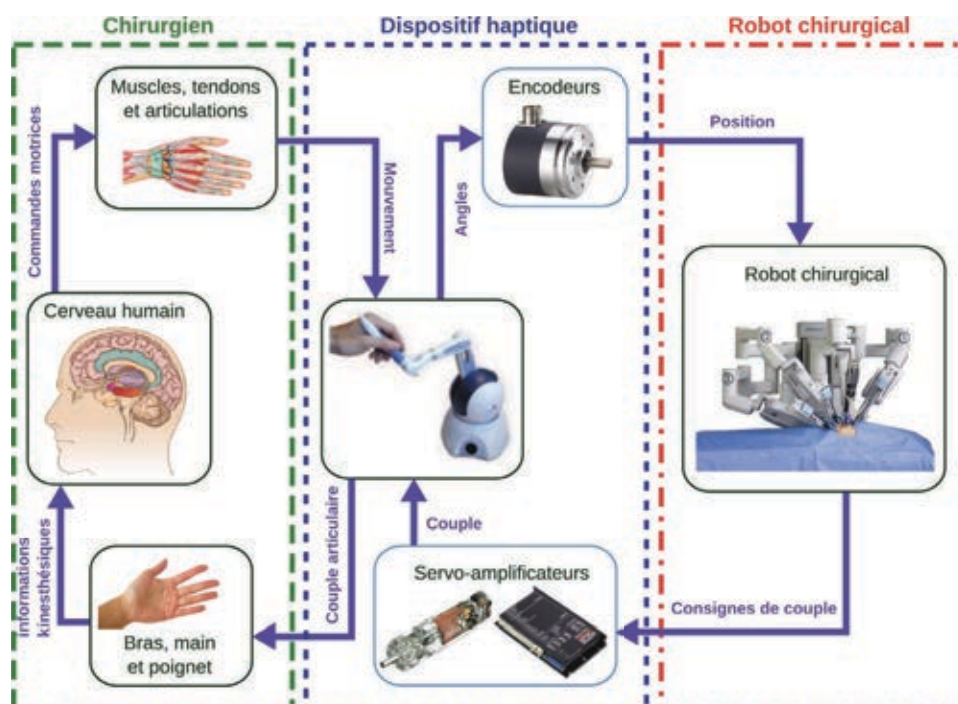 Chirurgien
Dispositif haptique
Robot chirurgical
Muscles, tendons
et articulations
Encodeurs
Position
Commandes motrices
Mouvement
Angles
Robot chirurgical
Cerveau humain
Informations
kinesthésiques
Couple articulaire
Couple
Servo-amplificateurs
Consignes de couple
Bras, main
et poignet